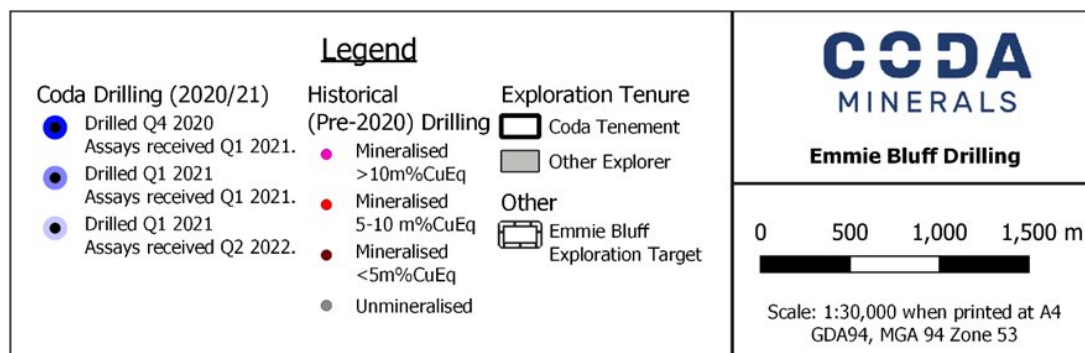 Legend
Coda Drilling (2020/21)
Drilled Q4 2020
Assays received Q1 2021.
Drilled Q1 2021
Assays received Q1 2021.
Drilled Q1 2021
Assays received Q2 2022.
Historical
(Pre-2020) Drilling
Mineralised
>10m%CuEq
Mineralised
5-10 m%CuEq
Mineralised
<5m%CuEq
Unmineralised
Exploration Tenure
Coda Tenement
Other Explorer
Other
Emmie Bluff
Exploration Target
CODA
MINERALS
Emmie Bluff Drilling
0 500 1,000 1,500 m
Scale: 1:30,000 when printed at A4
GDA94, MGA 94 Zone 53